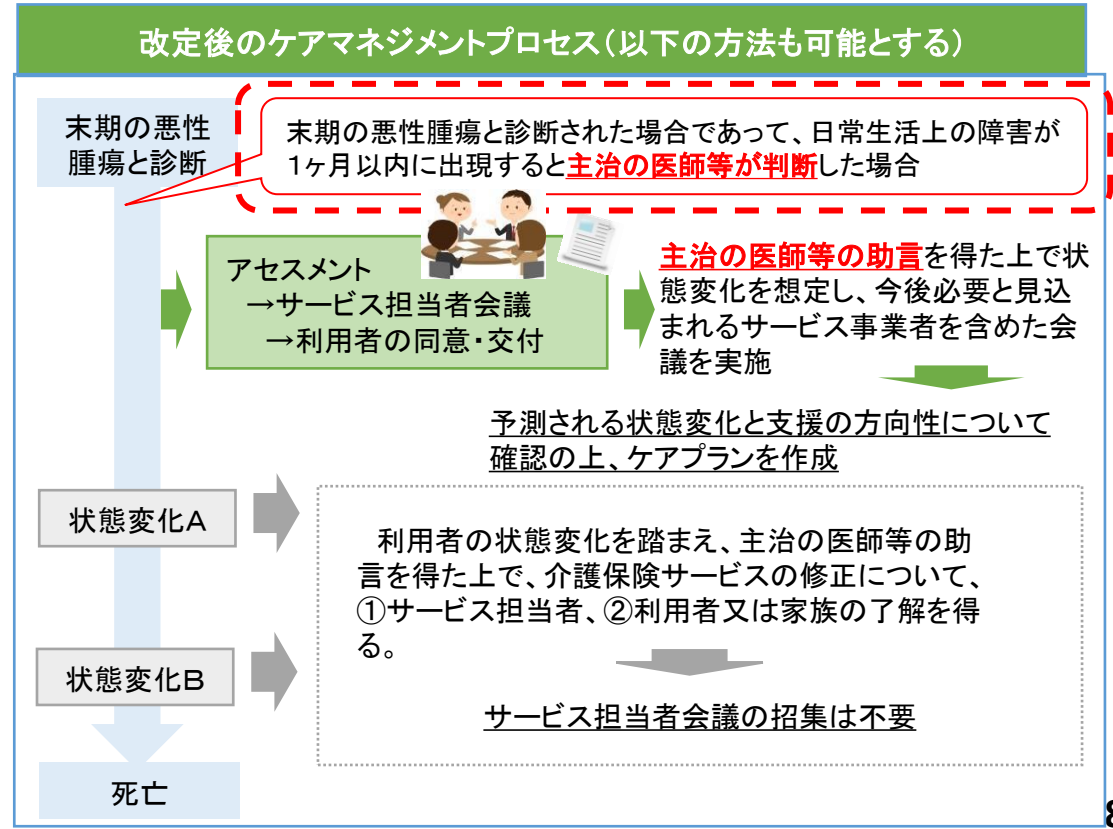 改定後のケアマネジメントプロセス（以下の方法も可能とする）
末期の悪性
腫瘍と診断
末期の悪性腫瘍と診断された場合であって、日常生活上の障害が
1ヶ月以内に出現すると主治の医師等が判断した場合
アセスメント
→サービス担当者会議
→利用者の同意・交付
主治の医師等の助言を得た上で状
態変化を想定し、今後必要と見込
まれるサービス事業者を含めた会
議を実施
予測される状態変化と支援の方向性について
確認の上、ケアプランを作成
状態変化A
利用者の状態変化を踏まえ、主治の医師等の助
言を得た上で、介護保険サービスの修正について、
①サービス担当者、②利用者又は家族の了解を得
る。
状態変化B
サービス担当者会議の招集は不要
死亡